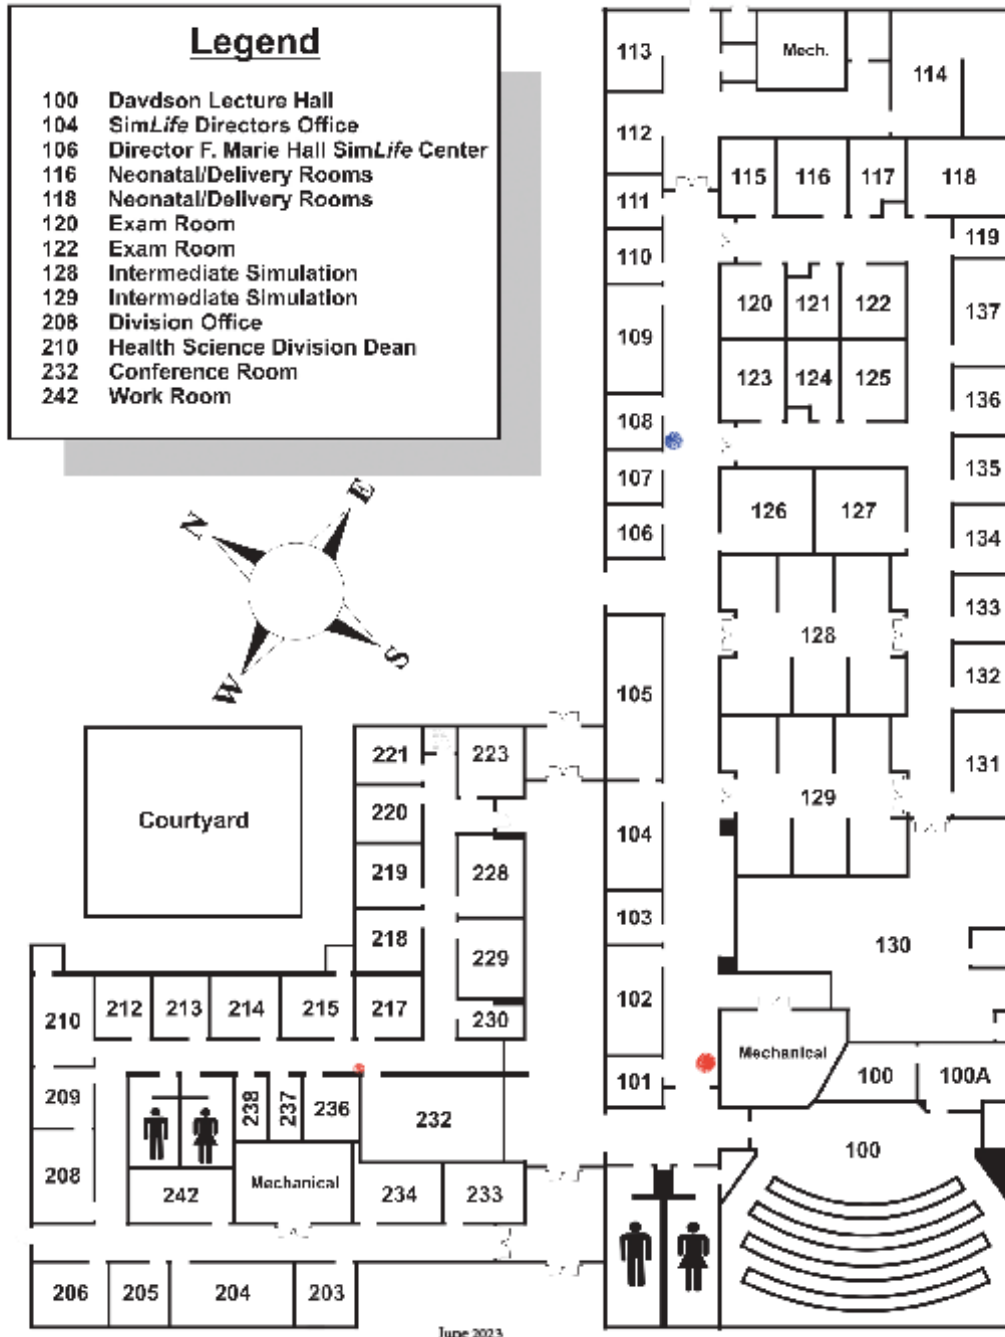 Legend
100 Davdson Lecture Hall
104 SimLife Directors Office
106 Director F. Marie Hall SimLife Center
116 Neonatal/Delivery Rooms
118 Neonatal/Delivery Rooms
120 Exam Room
122 Exam Room
128 Intermediate Simulation
129 Intermediate Simulation
208 Division Office
210 Health Science Division Dean
232 Conference Room
242 Work Room
N
E
W
S
Courtyard
113
Mech.
114
112
115 116 117 118
111
119
110
120 121 122
137
109
123 124 125
136
108
135
107
126 127
134
106
133
128
132
105
131
221 223
129
220
104
219 228
103
218
130
229
102
210 212 213 214 215 217
230
Mechanical
101
100 100A
209
238 237 236
232
100
208
Mechanical
242 234 233
206 205 204 203
June 2023